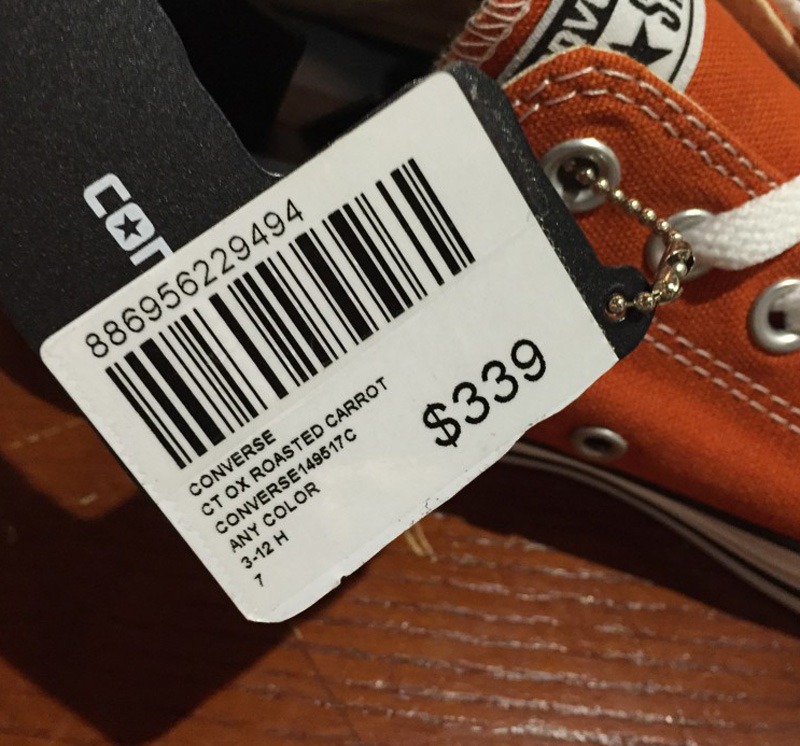 886956229494
$339
CONVERSE
CT OX ROASTED CARROT
CONVERSE149517C
ANY COLOR
3-12 H
7